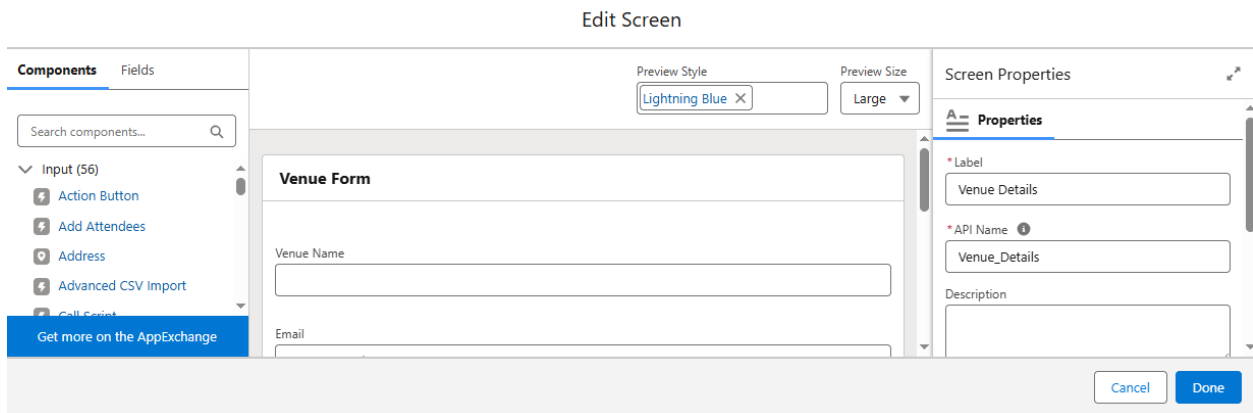 Edit Screen
Components Fields
Search components...
Input (56)
Action Button
Add Attendees
Address
Advanced CSV Import
Call Script
Get more on the AppExchange
Preview Style
Lightning Blue
Preview Size
Large
Venue Form
Venue Name
Email
Screen Properties
Properties
*Label
Venue Details
*API Name
Venue_Details
Description
Cancel Done